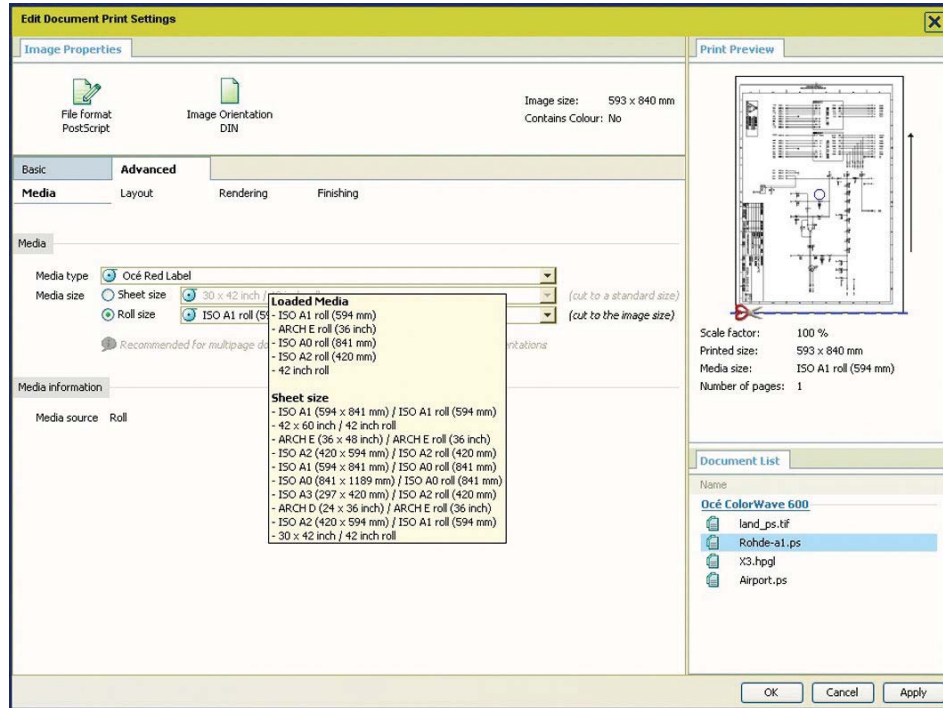 Edit Document Print Settings
Image Properties
File format
PostScript
Image Orientation
DIN
Image size: 593 x 840 mm
Contains Colour: No
Basic
Advanced
Media
Layout
Rendering
Finishing
Media
Media type
Océ Red Label
Media size
Sheet size
30 x 42 inch /
(cut to a standard size)
Roll size
ISO A1 roll (59
(cut to the image size)
Recommended for multipage do
ntations
Loaded Media
- ISO A1 roll (594 mm)
- ARCH E roll (36 inch)
- ISO A0 roll (841 mm)
- ISO A2 roll (420 mm)
- 42 inch roll
Sheet size
- ISO A1 (594 x 841 mm) / ISO A1 roll (594 mm)
- 42 x 60 inch / 42 inch roll
- ARCH E (36 x 48 inch) / ARCH E roll (36 inch)
- ISO A2 (420 x 594 mm) / ISO A2 roll (420 mm)
- ISO A1 (594 x 841 mm) / ISO A0 roll (841 mm)
- ISO A0 (841 x 1189 mm) / ISO A0 roll (841 mm)
- ISO A3 (297 x 420 mm) / ISO A2 roll (420 mm)
- ARCH D (24 x 36 inch) / ARCH E roll (36 inch)
- ISO A2 (420 x 594 mm) / ISO A1 roll (594 mm)
- 30 x 42 inch / 42 inch roll
Media information
Media source Roll
Print Preview
Scale factor: 100 %
Printed size: 593 x 840 mm
Media size: ISO A1 roll (594 mm)
Number of pages: 1
Document List
Name
Océ ColorWave 600
land_ps.tif
Rohde-a1.ps
X3.hpgl
Airport.ps
OK
Cancel
Apply